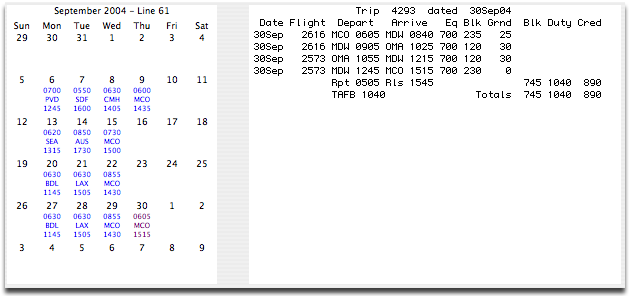 September 2004 - Line 61
Sun Mon Tue Wed Thu Fri Sat
29 30 31 1 2 3 4
5 6 7 8 9 10 11
0700 0550 0630 0600
PVD SDF CMH MCO
1245 1600 1405 1435
12 13 14 15 16 17 18
0620 0850 0730
SEA AUS MCO
1315 1730 1500
19 20 21 22 23 24 25
0630 0630 0855
BDL LAX MCO
1145 1505 1430
26 27 28 29 30 1 2
0630 0630 0855 0605
BDL LAX MCO MCO
1145 1505 1430 1515
3 4 5 6 7 8 9
Trip 4293 dated 30Sep04
Date Flight Depart Arrive Eq Blk Grnd Blk Duty Cred
30Sep 2616 MCO 0605 MDW 0840 700 235 25
30Sep 2616 MDW 0905 OMA 1025 700 120 30
30Sep 2573 OMA 1055 MDW 1215 700 120 30
30Sep 2573 MDW 1245 MCO 1515 700 230 0
Rpt 0505 Rls 1545 745 1040 890
TAFB 1040 Totals 745 1040 890